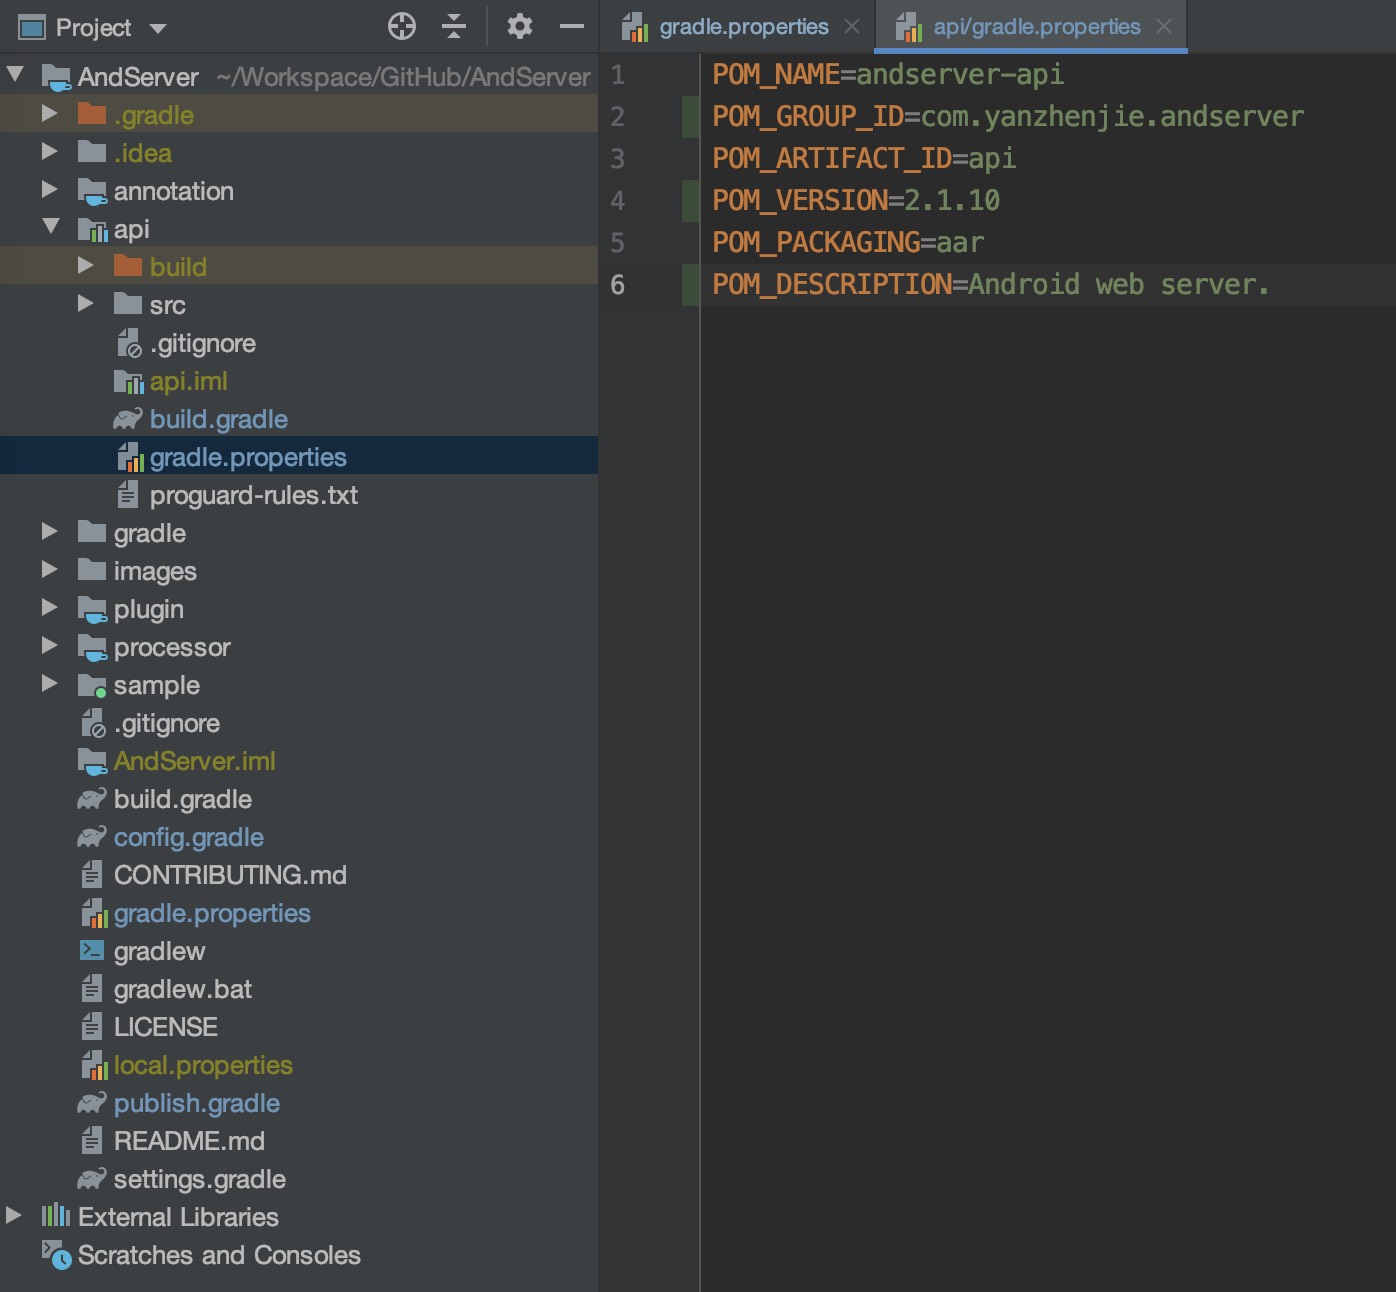 Project
AndServer ~/Workspace/GitHub/AndServer
.gradle
.idea
annotation
api
build
src
.gitignore
api.iml
build.gradle
gradle.properties
proguard-rules.txt
gradle
images
plugin
processor
sample
.gitignore
AndServer.iml
build.gradle
config.gradle
CONTRIBUTING.md
gradle.properties
gradlew
gradlew.bat
LICENSE
local.properties
publish.gradle
README.md
settings.gradle
External Libraries
Scratches and Consoles
gradle.properties api/gradle.properties
1 POM_NAME=andserver-api
2 POM_GROUP_ID=com.yanzhenjie.andserver
3 POM_ARTIFACT_ID=api
4 POM_VERSION=2.1.10
5 POM_PACKAGING=aar
6 POM_DESCRIPTION=Android web server.